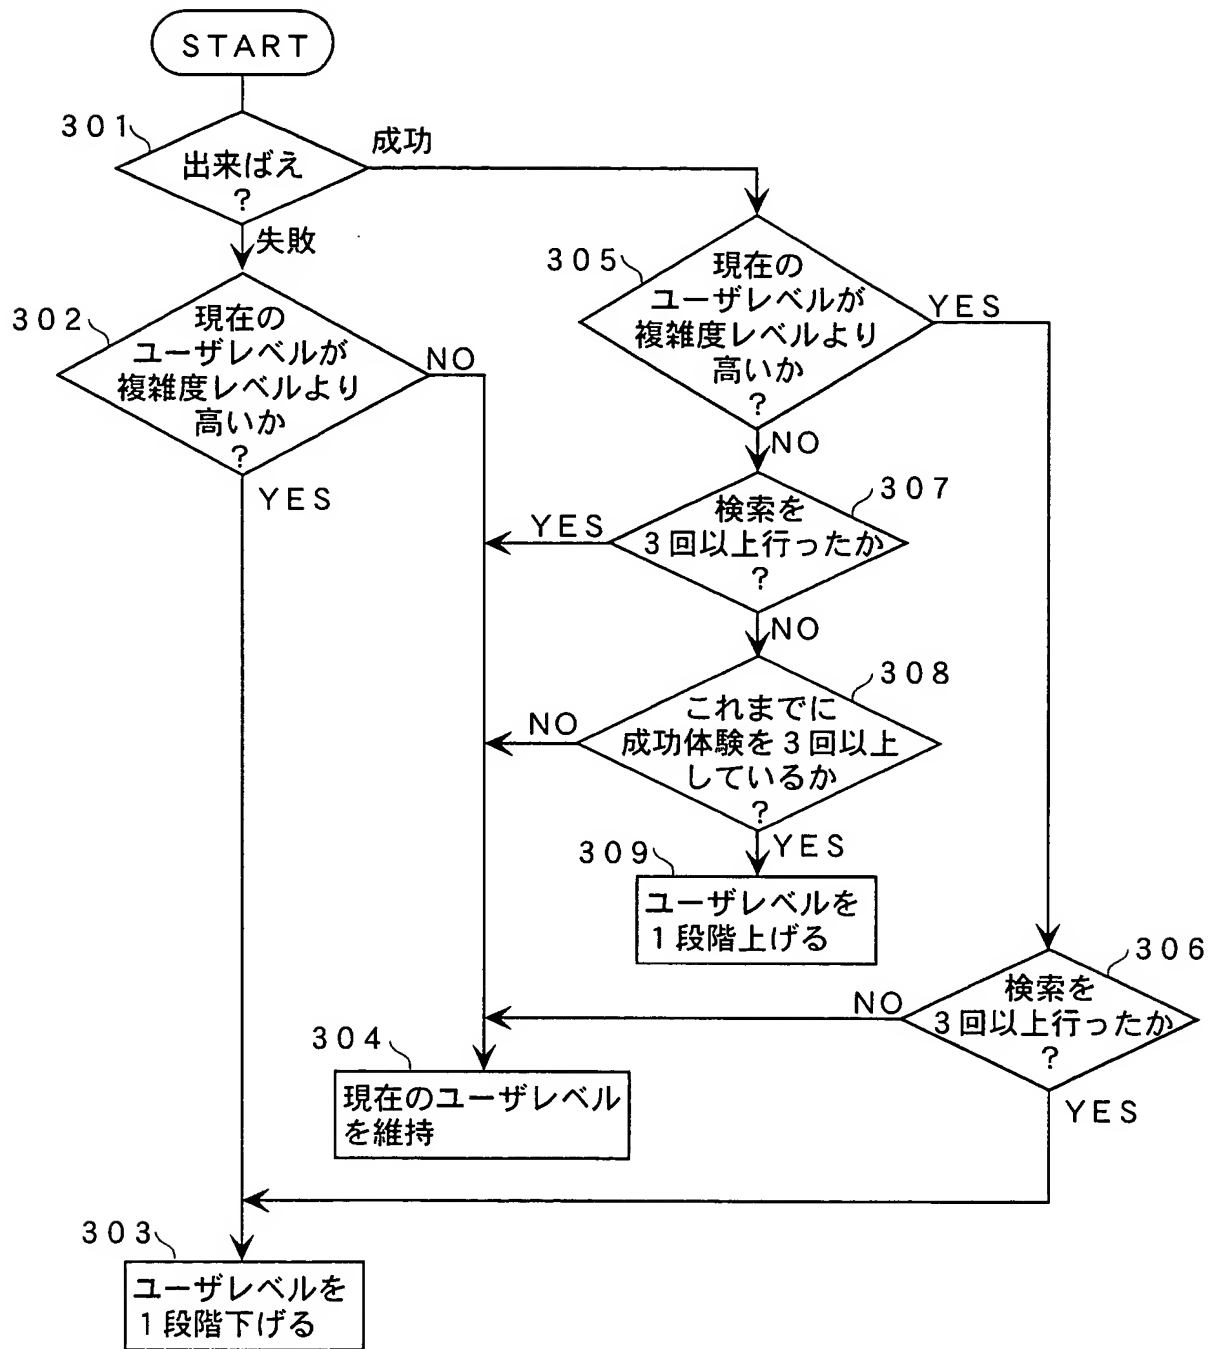 START
301
出来ばえ
?
成功
失敗
302
現在の
ユーザレベルが
複雑度レベルより
高いか
?
NO
YES
305
現在の
ユーザレベルが
複雑度レベルより
高いか
?
YES
NO
307
検索を
3回以上行ったか
?
YES
NO
308
これまでに
成功体験を3回以上
しているか
?
NO
YES
309
ユーザレベルを
1段階上げる
306
検索を
3回以上行ったか
?
NO
YES
304
現在のユーザレベル
を維持
303
ユーザレベルを
1段階下げる